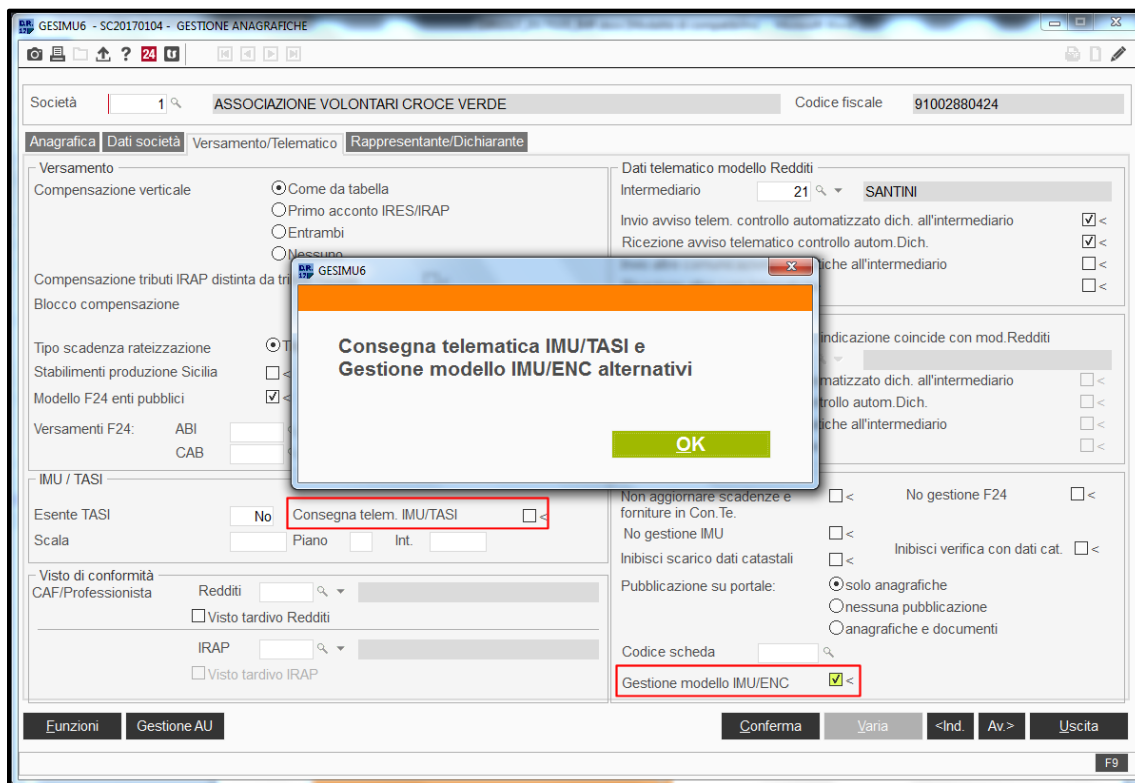 GESIMU6 - SC20170104 - GESTIONE ANAGRAFICHE
? 24
Società 1 ASSOCIAZIONE VOLONTARI CROCE VERDE Codice fiscale 91002880424
Anagrafica Dati società Versamento/Telematico Rappresentante/Dichiarante
Versamento
Compensazione verticale
Come da tabella
Primo acconto IRES/IRAP
Entrambi
Nessuno
Compensazione tributi IRAP distinta da tri
Blocco compensazione
Tipo scadenza rateizzazione T
Stabilimenti produzione Sicilia <
Modello F24 enti pubblici <
Versamenti F24: ABI
CAB
IMU / TASI
Esente TASI No Consegna telem. IMU/TASI <
Scala Piano Int.
Visto di conformità
CAF/Professionista Redditi
Visto tardivo Redditi
IRAP
Visto tardivo IRAP
Dati telematico modello Redditi
Intermediario 21 SANTINI
Invio avviso telem. controllo automatizzato dich. all'intermediario <
Ricezione avviso telematico controllo autom.Dich. <
tiche all'intermediario <
<
indicazione coincide con mod.Redditi
matizzato dich. all'intermediario <
trollo autom.Dich. <
tiche all'intermediario <
<
Non aggiornare scadenze e
forniture in Con.Te. < No gestione F24 <
No gestione IMU <
Inibisci scarico dati catastali < Inibisci verifica con dati cat. <
Pubblicazione su portale: solo anagrafiche
nessuna pubblicazione
anagrafiche e documenti
Codice scheda
Gestione modello IMU/ENC <
GESIMU6
Consegna telematica IMU/TASI e
Gestione modello IMU/ENC alternativi
OK
Funzioni Gestione AU Conferma Varia <Ind. Av.> Uscita
F9